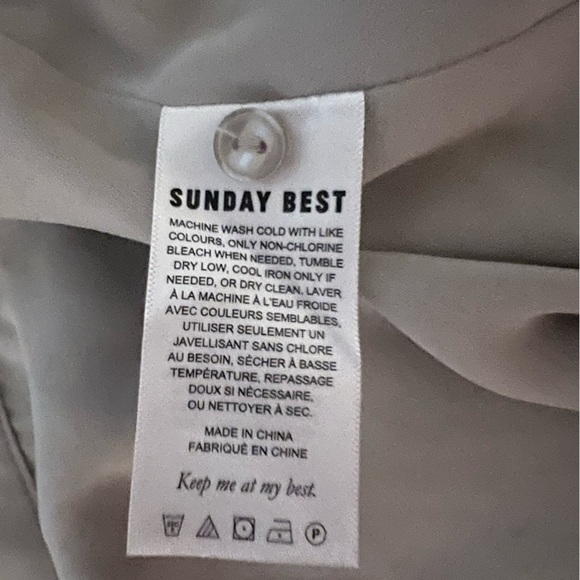 SUNDAY BEST
MACHINE WASH COLD WITH LIKE
COLOURS, ONLY NON-CHLORINE
BLEACH WHEN NEEDED, TUMBLE
DRY LOW, COOL IRON ONLY IF
NEEDED, OR DRY CLEAN. LAVER
À LA MACHINE À L'EAU FROIDE
AVEC COULEURS SEMBLABLES,
UTILISER SEULEMENT UN
JAVELLISANT SANS CHLORE
AU BESOIN, SÉCHER À BASSE
TEMPÉRATURE, REPASSAGE
DOUX SI NÉCESSAIRE,
OU NETTOYER À SEC.
MADE IN CHINA
FABRIQUÉ EN CHINE
Keep me at my best.
P